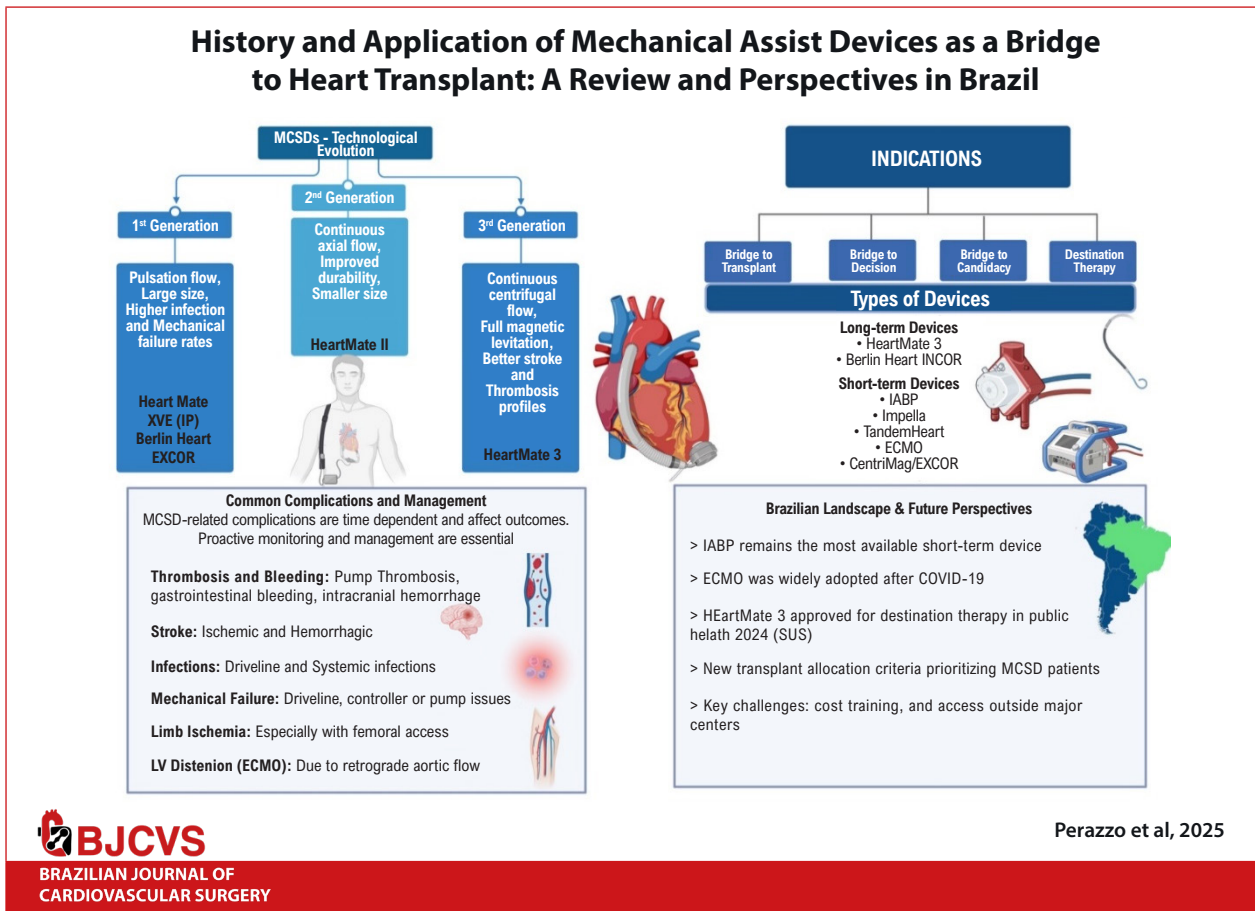 History and Application of Mechanical Assist Devices as a Bridge
to Heart Transplant: A Review and Perspectives in Brazil
MCSDs - Technological
Evolution
1st Generation
Pulsation flow,
Large size,
Higher infection
and Mechanical
failure rates
Heart Mate
XVE (IP)
Berlin Heart
EXCOR
2nd Generation
Continuous
axial flow,
Improved
durability,
Smaller size
HeartMate II
3rd Generation
Continuous
centrifugal
flow,
Full magnetic
levitation,
Better stroke
and
Thrombosis
profiles
HeartMate 3
INDICATIONS
Bridge to
Transplant
Bridge to
Decision
Bridge to
Candidacy
Destination
Therapy
Types of Devices
Long-term Devices
• HeartMate 3
• Berlin Heart INCOR
Short-term Devices
• IABP
• Impella
• TandemHeart
• ECMO
• CentriMag/EXCOR
Common Complications and Management
MCSD-related complications are time dependent and affect outcomes.
Proactive monitoring and management are essential
Thrombosis and Bleeding: Pump Thrombosis,
gastrointestinal bleeding, intracranial hemorrhage
Stroke: Ischemic and Hemorrhagic
Infections: Driveline and Systemic infections
Mechanical Failure: Driveline, controller or pump issues
Limb Ischemia: Especially with femoral access
LV Distenion (ECMO): Due to retrograde aortic flow
Brazilian Landscape & Future Perspectives
> IABP remains the most available short-term device
> ECMO was widely adopted after COVID-19
> HEartMate 3 approved for destination therapy in public
helath 2024 (SUS)
> New transplant allocation criteria prioritizing MCSD patients
> Key challenges: cost training, and access outside major
centers
BJCVS
Perazzo et al, 2025
BRAZILIAN JOURNAL OF
CARDIOVASCULAR SURGERY